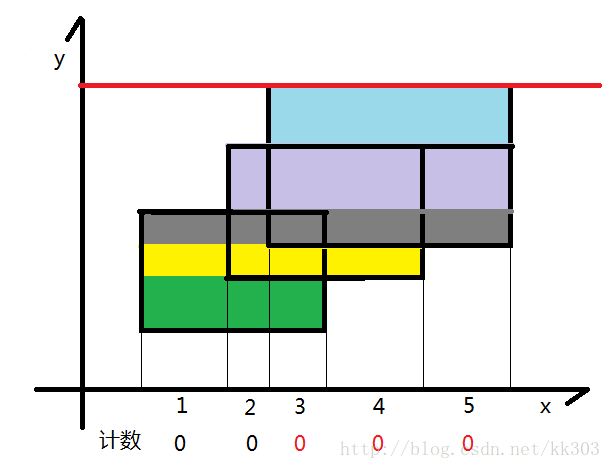 y
1 2 3 4 5 x
计数 0 0 0 0 0
http://blog.csdn.net/kk303